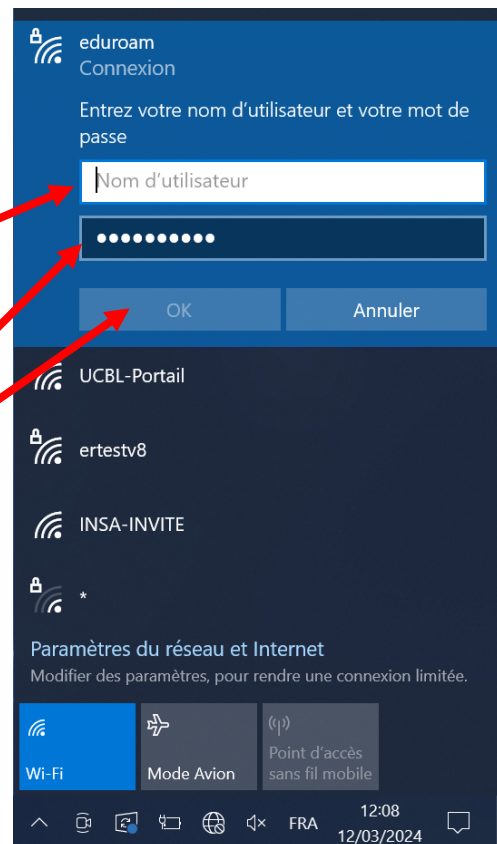 eduroam
Connexion
Entrez votre nom d'utilisateur et votre mot de
passe
Nom d'utilisateur
OK Annuler
UCBL-Portail
ertestv8
INSA-INVITE
*
Paramètres du réseau et Internet
Modifier des paramètres, pour rendre une connexion limitée.
Wi-Fi
Mode Avion
Point d'accès
sans fil mobile
FRA
12:08
12/03/2024